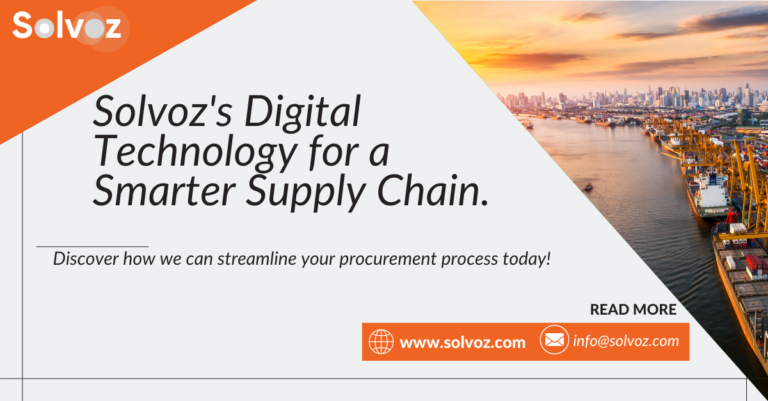 Solvoz
Solvoz's Digital
Technology for a
Smarter Supply Chain.
Discover how we can streamline your procurement process today!
READ MORE
www.solvoz.com
info@solvoz.com